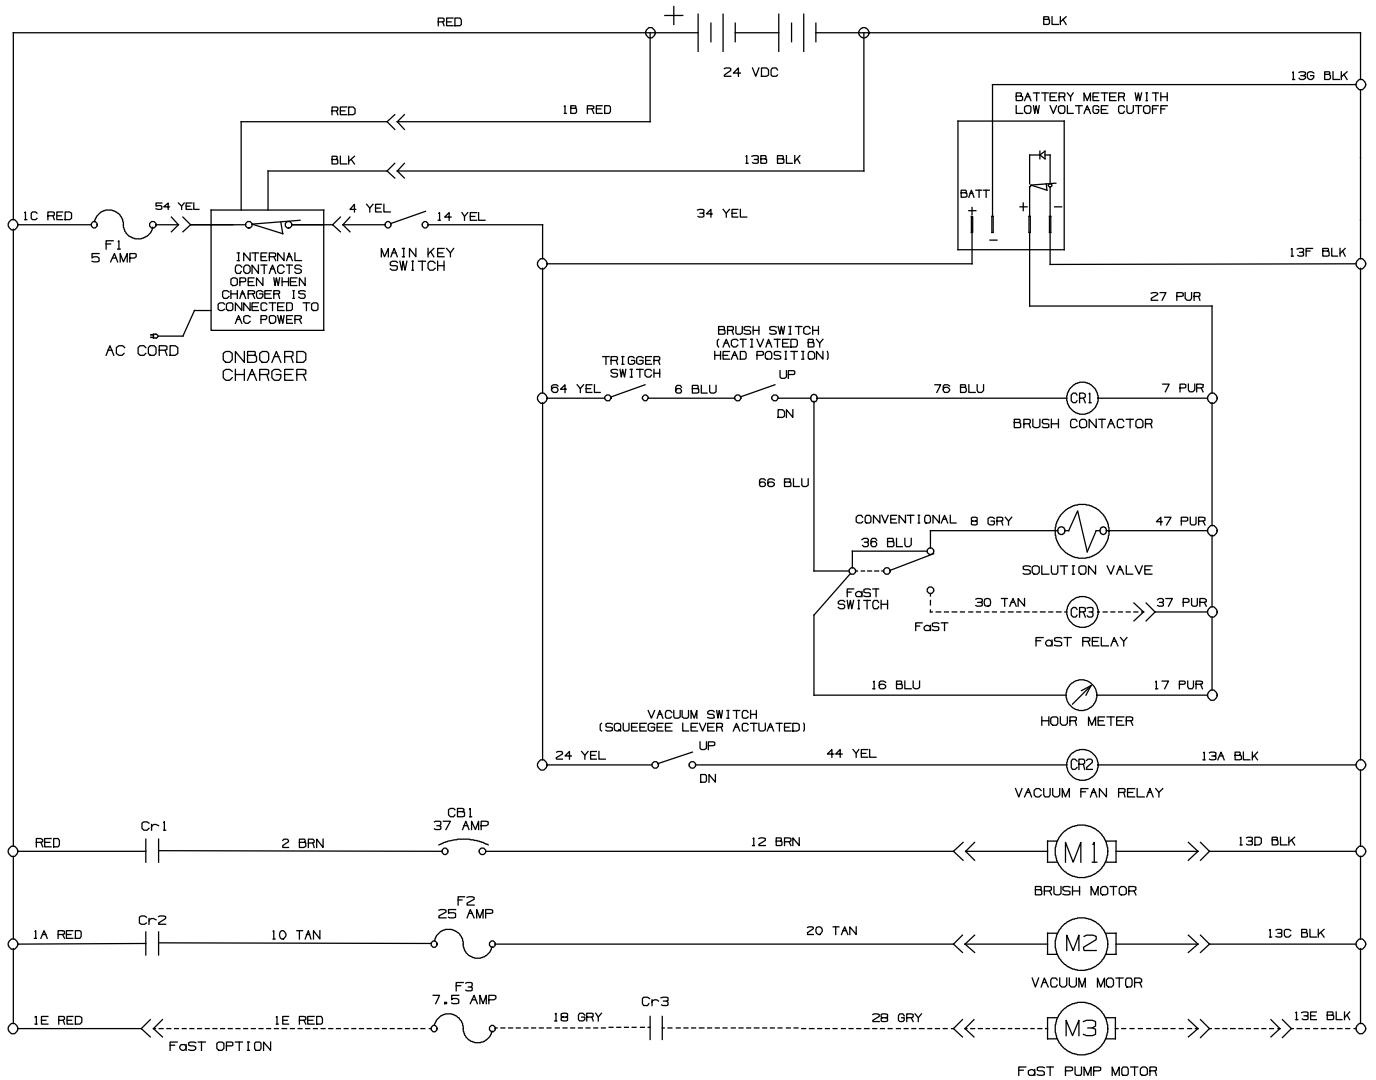 RED
+
BLK
24 VDC
13G BLK
BATTERY METER WITH
LOW VOLTAGE CUTOFF
RED
1B RED
BLK
13B BLK
BATT
+
−
+
−
1C RED
F1
5 AMP
54 YEL
4 YEL
14 YEL
34 YEL
MAIN KEY
SWITCH
INTERNAL
CONTACTS
OPEN WHEN
CHARGER IS
CONNECTED TO
AC POWER
13F BLK
27 PUR
AC CORD
ONBOARD
CHARGER
TRIGGER
SWITCH
BRUSH SWITCH
(ACTIVATED BY
HEAD POSITION)
UP
DN
64 YEL
6 BLU
76 BLU
CR1
7 PUR
BRUSH CONTACTOR
66 BLU
CONVENTIONAL
8 GRY
47 PUR
36 BLU
SOLUTION VALVE
FaST
SWITCH
FaST
30 TAN
CR3
37 PUR
FaST RELAY
16 BLU
17 PUR
HOUR METER
VACUUM SWITCH
(SQUEEGEE LEVER ACTUATED)
UP
DN
24 YEL
44 YEL
CR2
13A BLK
VACUUM FAN RELAY
RED
Cr1
2 BRN
CB1
37 AMP
12 BRN
M1
13D BLK
BRUSH MOTOR
1A RED
Cr2
10 TAN
F2
25 AMP
20 TAN
M2
13C BLK
VACUUM MOTOR
1E RED
1E RED
FaST OPTION
F3
7.5 AMP
18 GRY
Cr3
28 GRY
M3
13E BLK
FaST PUMP MOTOR